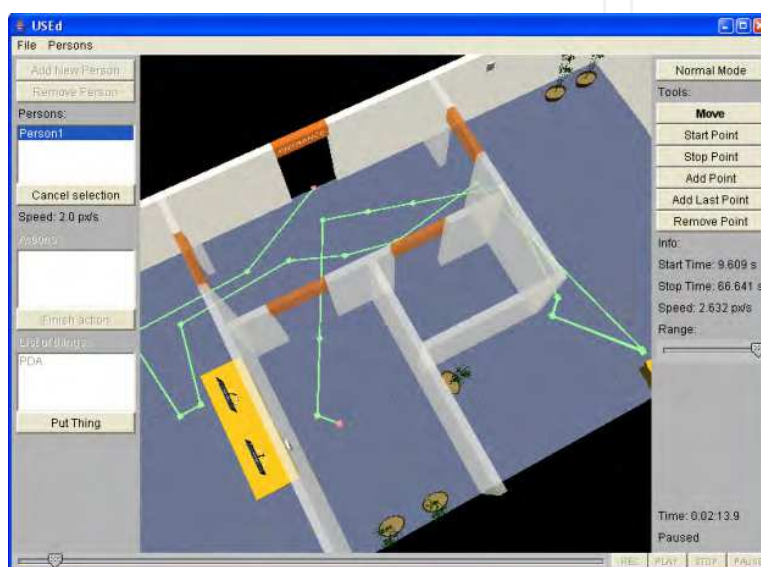 USEd
File Persons
Add New Person
Remove Person
Persons:
Person1
Cancel selection
Speed: 2.0 px/s
Actions:
Finish action
List of things:
PDA
Put Thing
ENTRANCE
Normal Mode
Tools:
Move
Start Point
Stop Point
Add Point
Add Last Point
Remove Point
Info:
Start Time: 9.609 s
Stop Time: 66.641 s
Speed: 2.632 px/s
Range:
Time: 0:02:13.9
Paused
REC PLAY STOP PAUSE